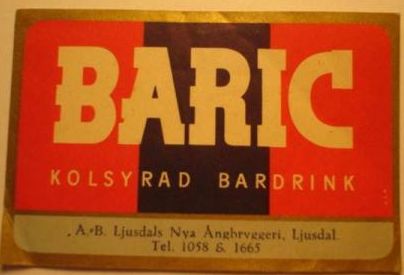 BARIC
KOLSYRAD BARDRINK
A.-B. Ljusdals Nya Ångbryggeri, Ljusdal.
Tel. 1058 & 1665